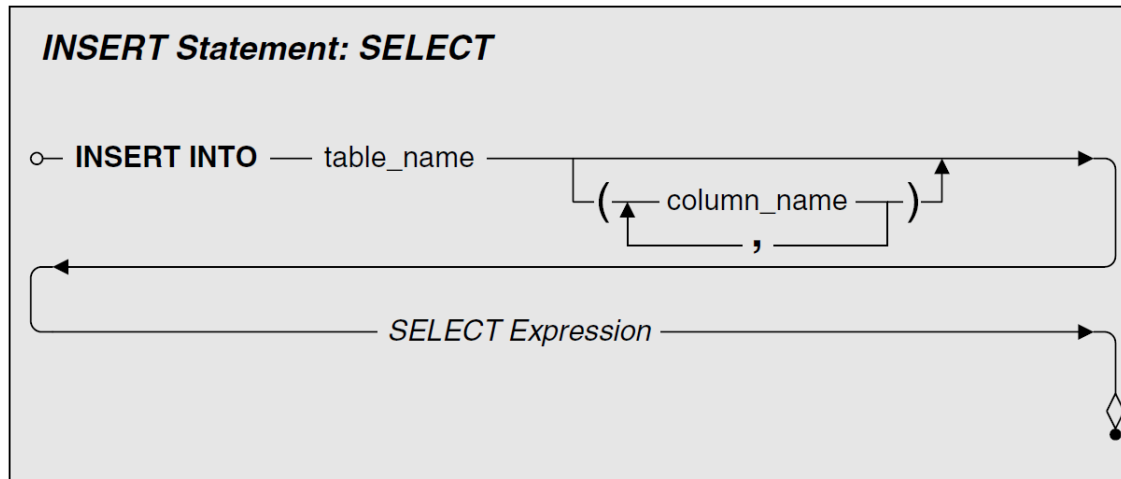 INSERT Statement: SELECT
INSERT INTO table_name
( column_name )
,
SELECT Expression